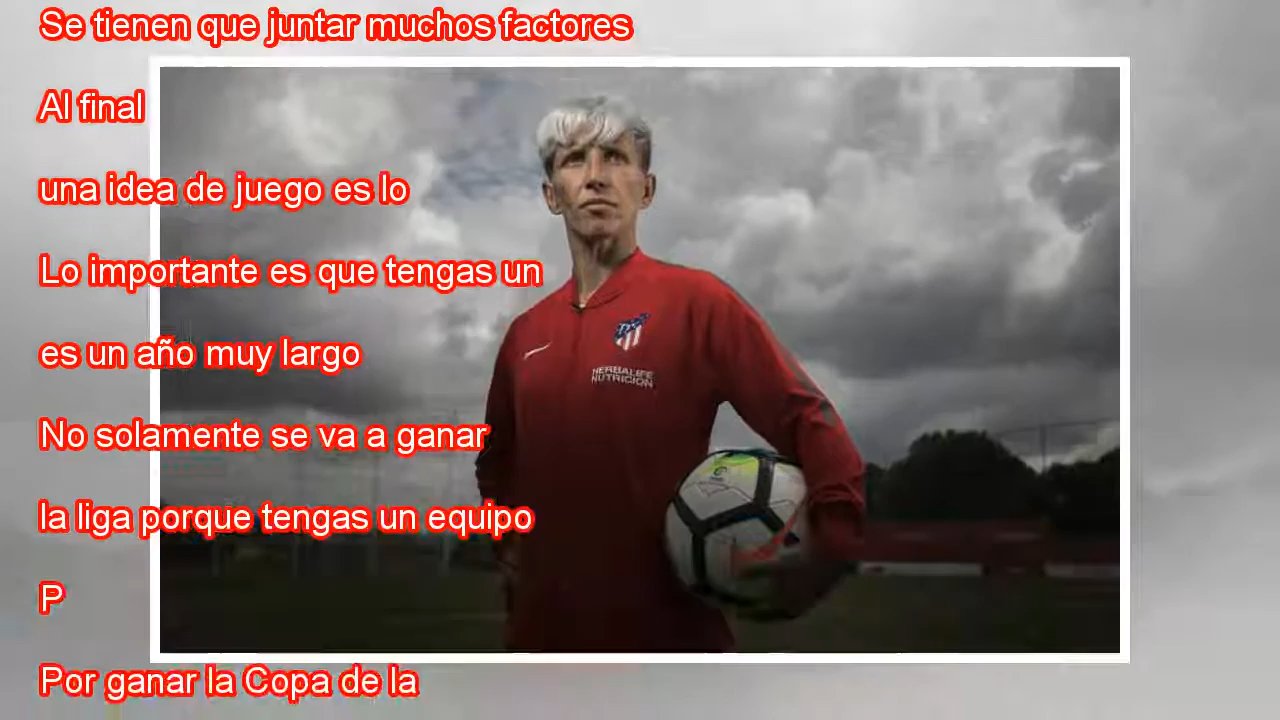 Se tienen que juntar muchos factores
Al final
una idea de juego es lo
Lo importante es que tengas un
HERBALIFE
NUTRICION
es un año muy largo
No solamente se va a ganar
la liga porque tengas un equipo
P
Por ganar la Copa de la